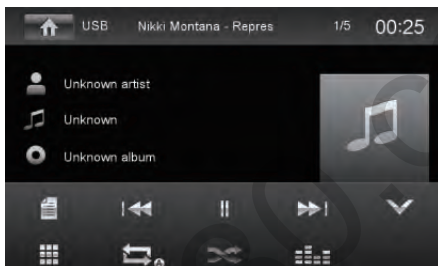 USB Nikki Montana - Repres 1/5 00:25
Unknown artist
Unknown
Unknown album